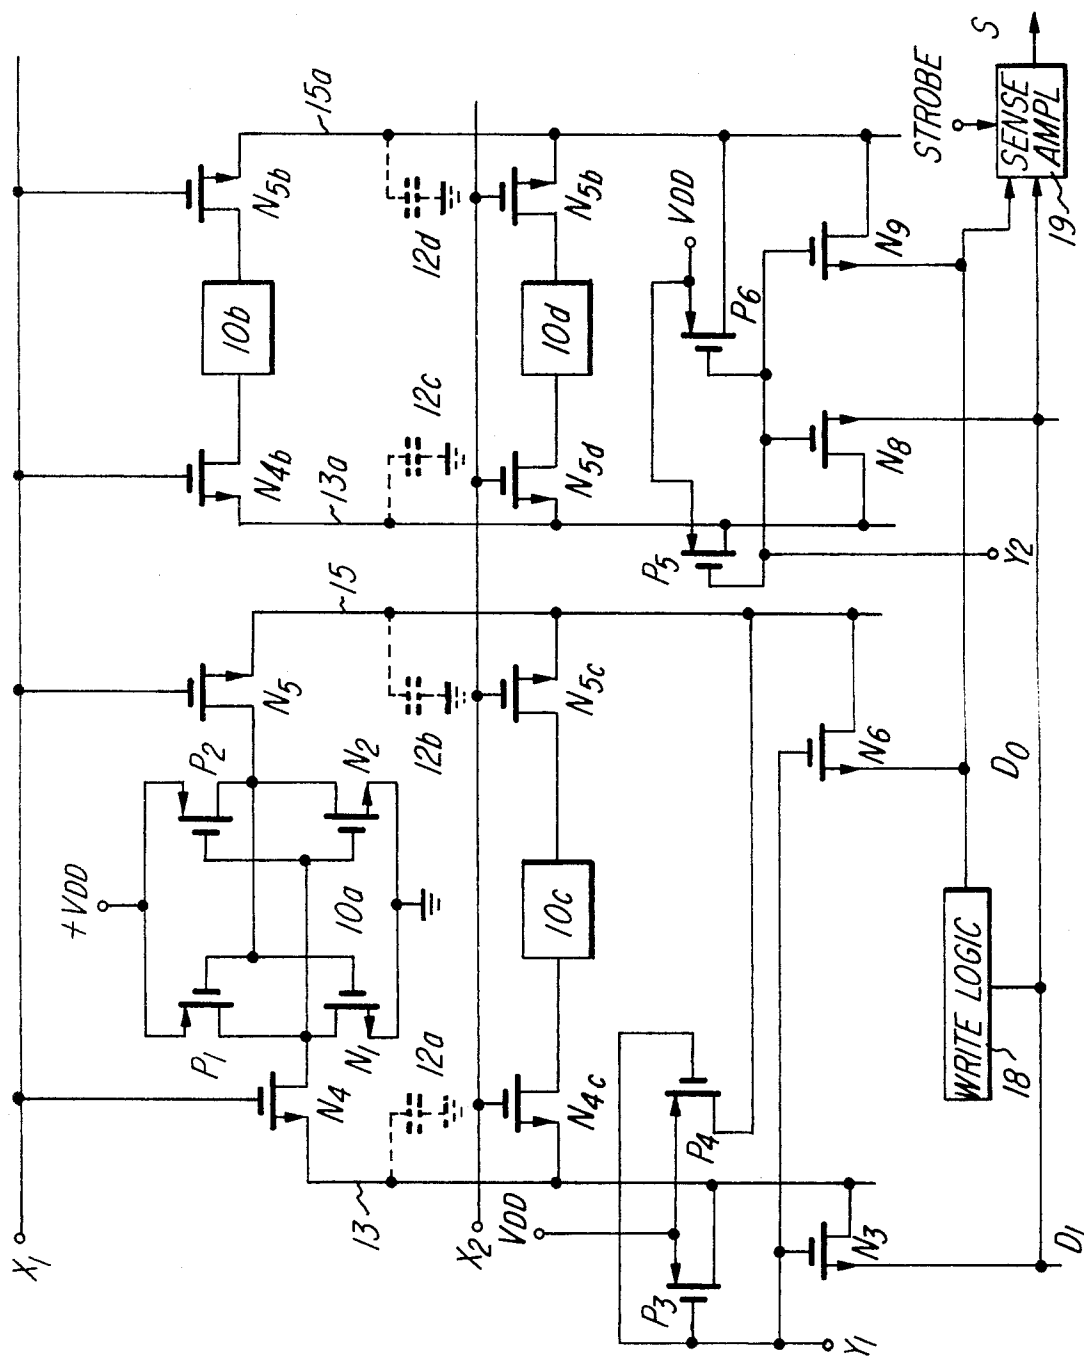 X1
X2
+VDD
P1
P2
N1
N2
10a
N4
N5
N4b
10b
N5b
13
15
13a
15a
12a
12b
12c
12d
N4c
10c
N5c
N5d
10d
N5b
VDD
P3
P4
P5
P6
VDD
N3
N6
N8
N9
Y1
Y2
STROBE
WRITE LOGIC
18
D0
D1
SENSE
AMPL
19
S